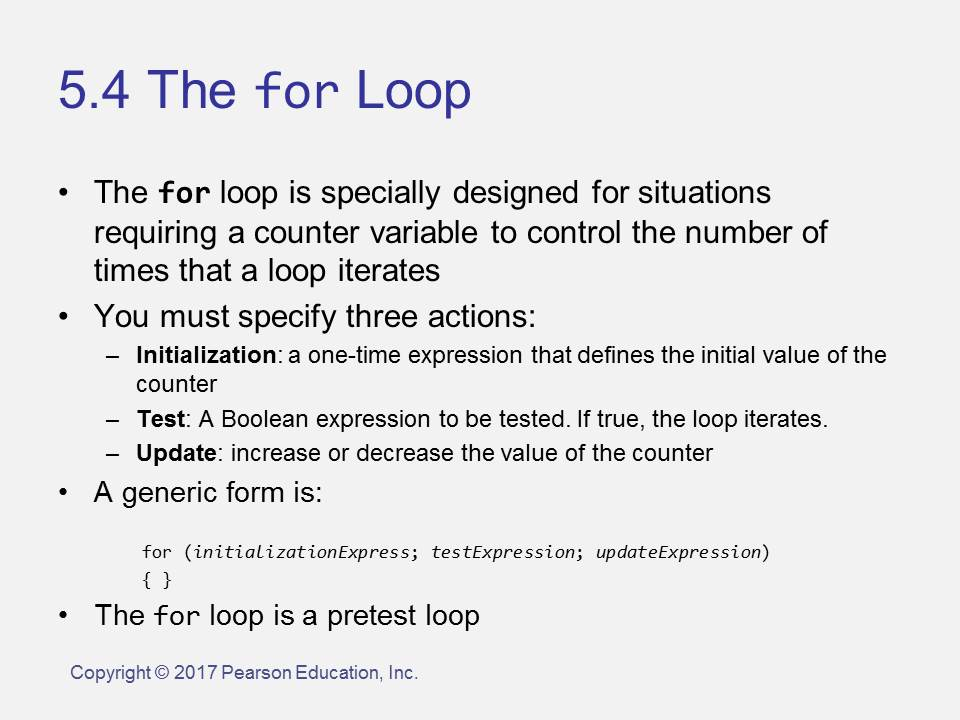 5.4 The for Loop
• The for loop is specially designed for situations
requiring a counter variable to control the number of
times that a loop iterates
• You must specify three actions:
– Initialization: a one-time expression that defines the initial value of the
counter
– Test: A Boolean expression to be tested. If true, the loop iterates.
– Update: increase or decrease the value of the counter
• A generic form is:
for (initializationExpress; testExpression; updateExpression)
{ }
• The for loop is a pretest loop
Copyright © 2017 Pearson Education, Inc.